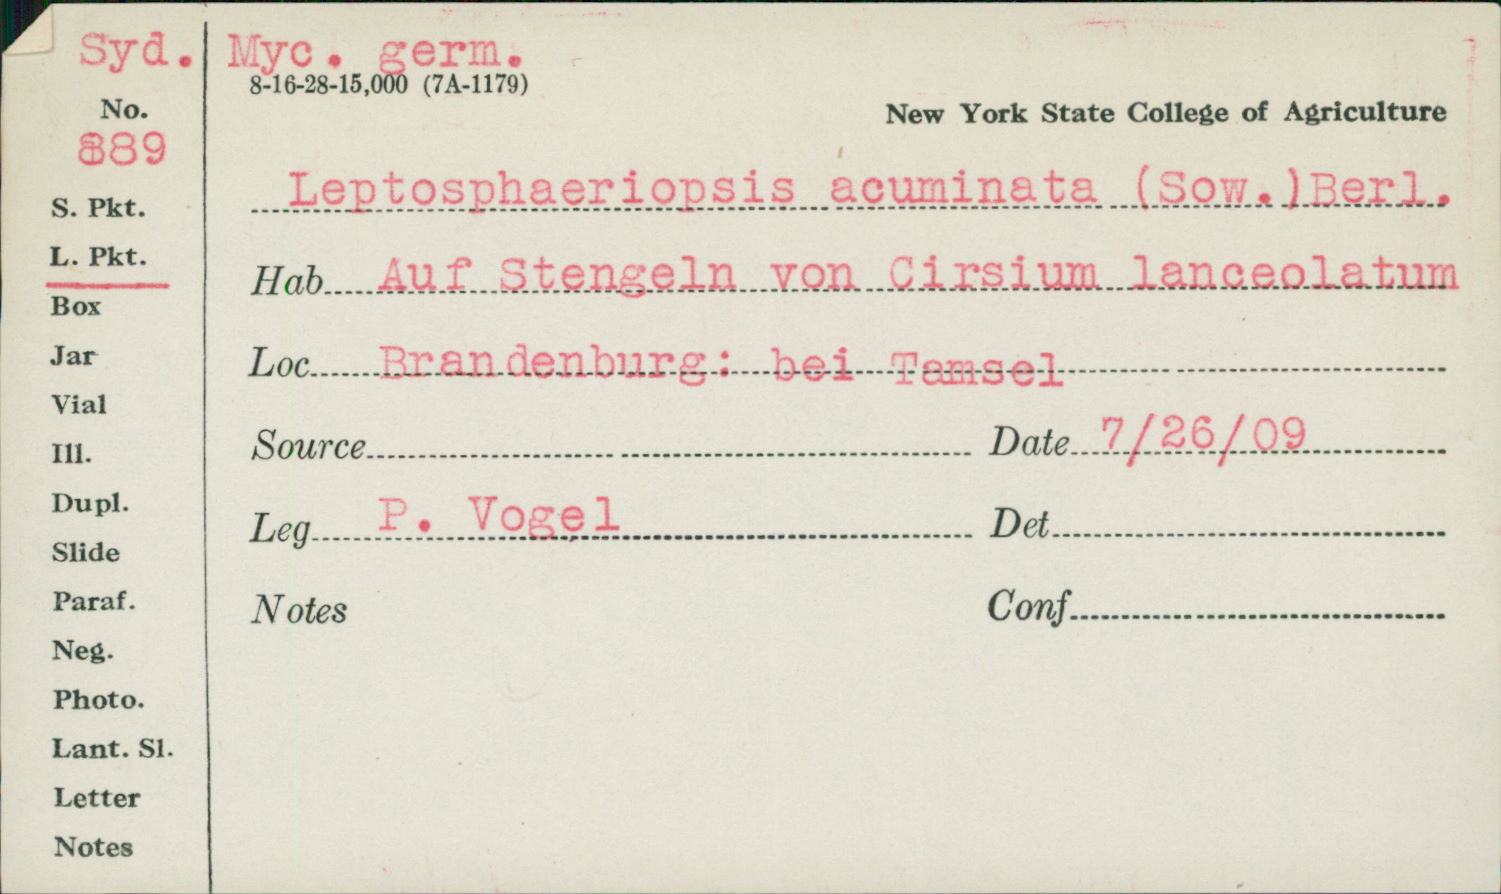 Syd. Myc. germ.
8-16-28-15,000 (7A-1179)
No.
New York State College of Agriculture
889
Leptosphaeriopsis acuminata (Sow.)Berl.
S. Pkt.
L. Pkt.
Hab Auf Stengeln von Cirsium lanceolatum
Box
Jar
Loc Brandenburg: bei Tamsel
Vial
Ill.
Source Date 7/26/09
Dupl.
Leg P. Vogel Det
Slide
Paraf.
Notes Conf
Neg.
Photo.
Lant. Sl.
Letter
Notes